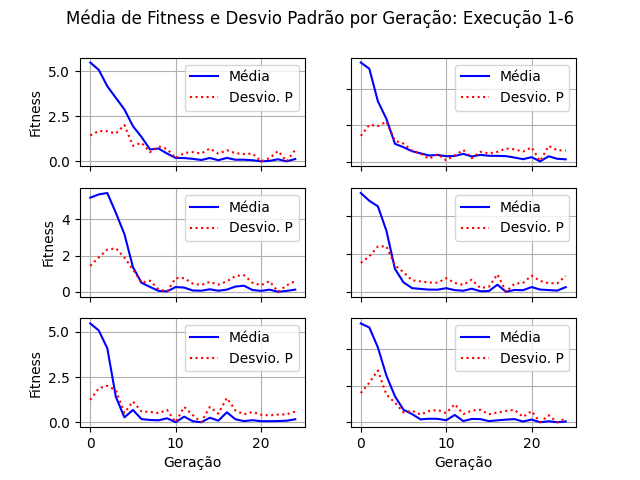 Média de Fitness e Desvio Padrão por Geração: Execução 1-6
Fitness
5.0
2.5
0.0
Média
Desvio. P
Média
Desvio. P
Fitness
4
2
0
Média
Desvio. P
Média
Desvio. P
Fitness
5.0
2.5
0.0
Média
Desvio. P
Média
Desvio. P
0
10
20
0
10
20
Geração
Geração